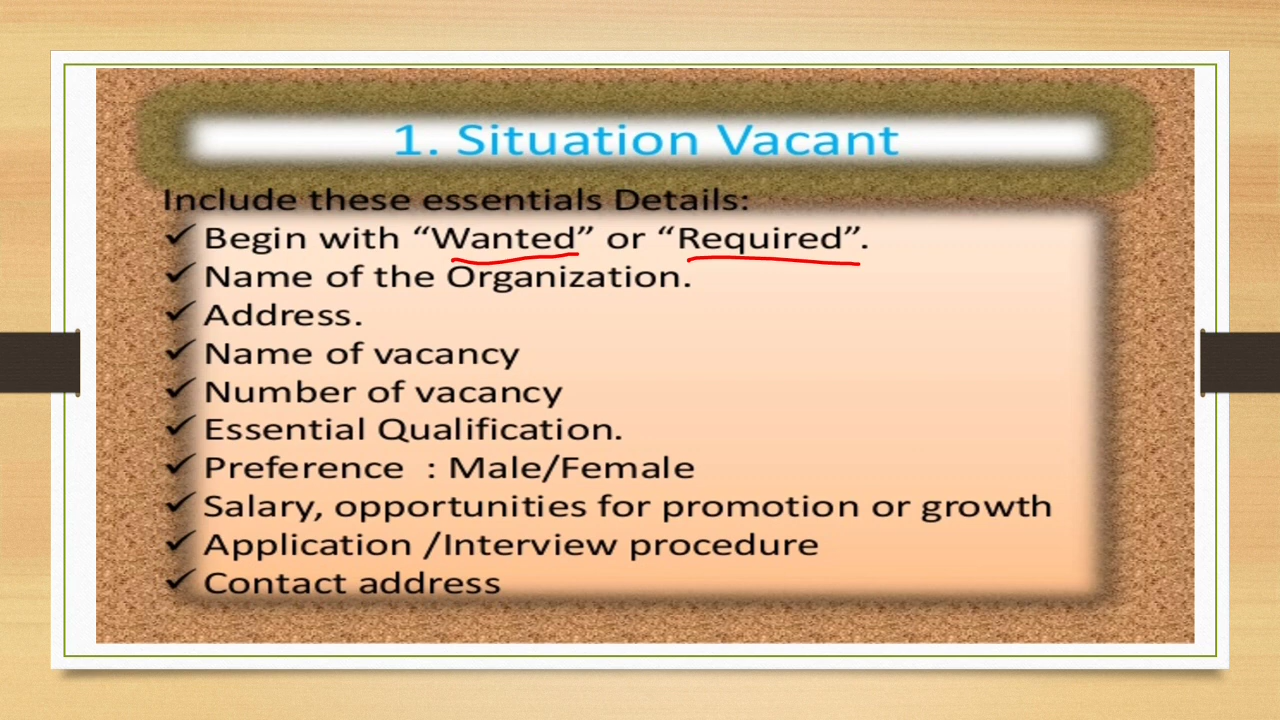 1. Situation Vacant
Include these essentials Details:
✓ Begin with “Wanted” or “Required”.
✓ Name of the Organization.
✓ Address.
✓ Name of vacancy
✓ Number of vacancy
✓ Essential Qualification.
✓ Preference : Male/Female
✓ Salary, opportunities for promotion or growth
✓ Application /Interview procedure
✓ Contact address